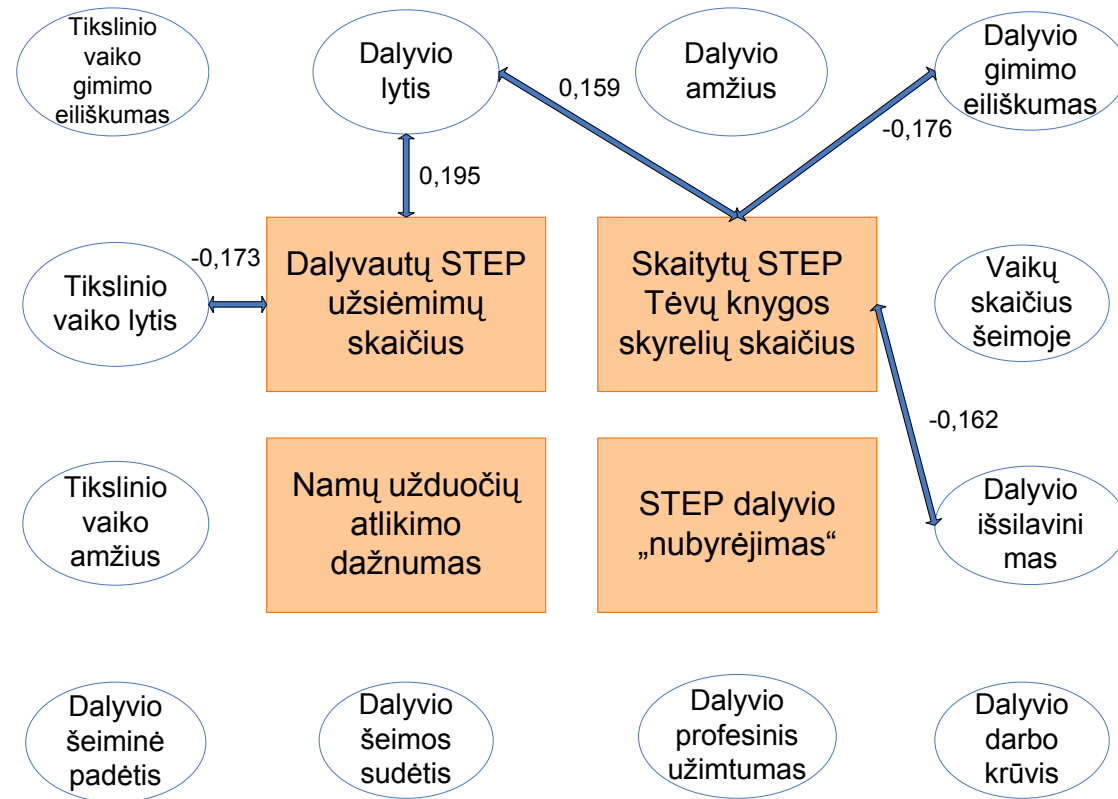 Tikslinio
vaiko
gimimo
eiliškumas
Dalyvio
lytis
Dalyvio
amžius
Dalyvio
gimimo
eiliškumas
0,159
-0,176
0,195
-0,173
Tikslinio
vaiko lytis
Dalyvautų STEP
užsiėmimų
skaičius
Skaitytų STEP
Tėvų knygos
skyrelių skaičius
Vaikų
skaičius
šeimoje
-0,162
Tikslinio
vaiko
amžius
Namų užduočių
atlikimo
dažnumas
STEP dalyvio
„nubyrėjimas“
Dalyvio
išsilavini
mas
Dalyvio
šeiminė
padėtis
Dalyvio
šeimos
sudėtis
Dalyvio
profesinis
užimtumas
Dalyvio
darbo
krūvis